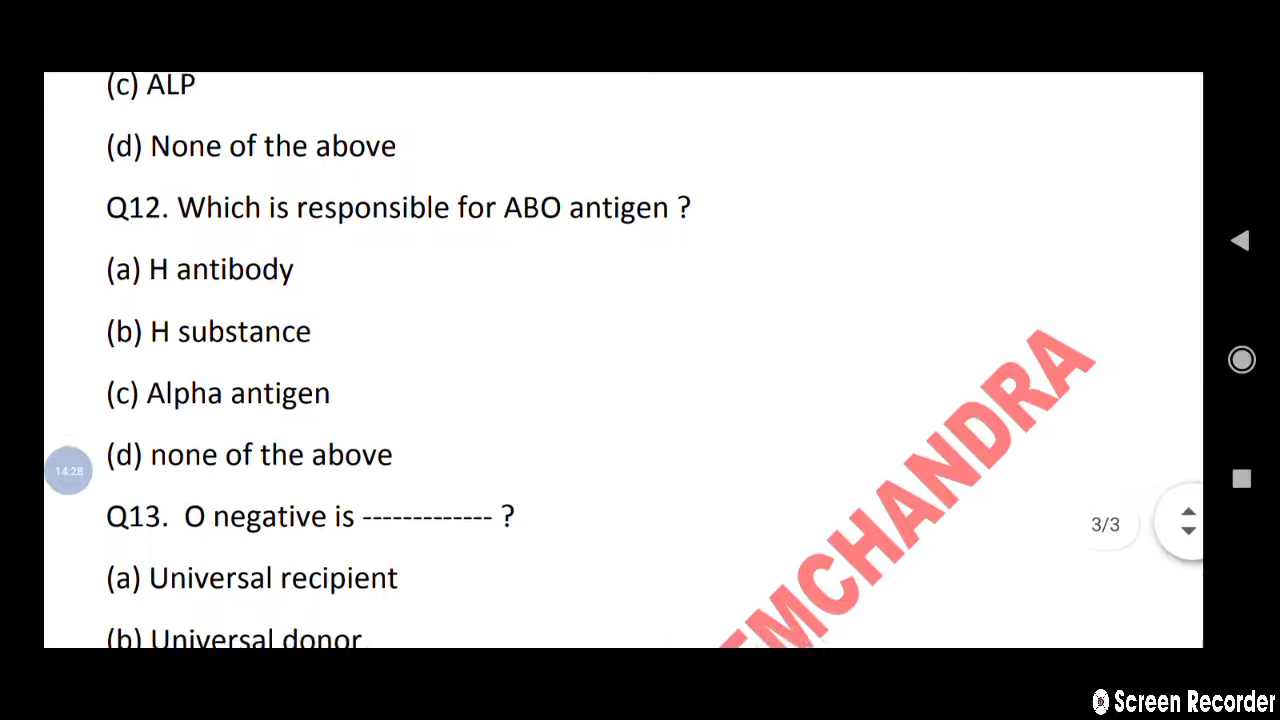 (c) ALP
(d) None of the above
Q12. Which is responsible for ABO antigen ?
(a) H antibody
(b) H substance
(c) Alpha antigen
(d) none of the above
14:28
Q13.  O negative is ------------- ?
3/3
(a) Universal recipient
(b) Universal donor
EMCHANDRA
Screen Recorder